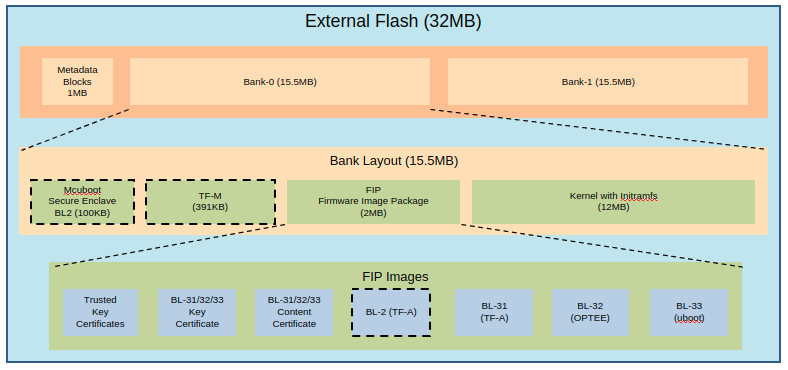 External Flash (32MB)
Metadata
Blocks
1MB
Bank-0 (15.5MB)
Bank-1 (15.5MB)
Bank Layout (15.5MB)
Mcuboot
Secure Enclave
BL2 (100KB)
TF-M
(391KB)
FIP
Firmware Image Package
(2MB)
Kernel with Initramfs
(12MB)
FIP Images
Trusted
Key
Certificates
BL-31/32/33
Key
Certificate
BL-31/32/33
Content
Certificate
BL-2 (TF-A)
BL-31
(TF-A)
BL-32
(OPTEE)
BL-33
(uboot)